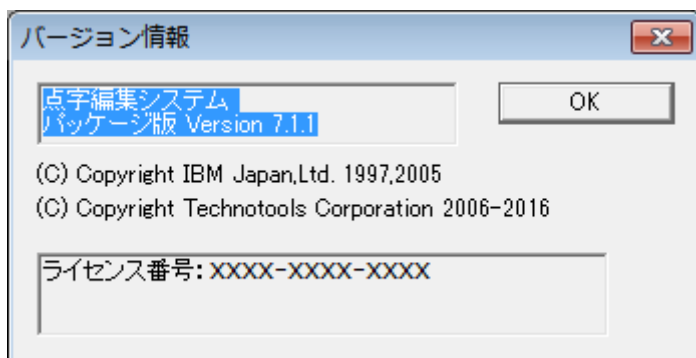 バージョン情報
点字編集システム
パッケージ版 Version 7.1.1
OK
(C) Copyright IBM Japan,Ltd. 1997,2005
(C) Copyright Technotools Corporation 2006-2016
ライセンス番号: XXXX-XXXX-XXXX